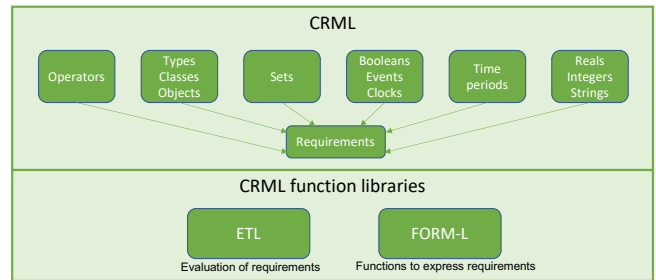 CRML
Operators
Types
Classes
Objects
Sets
Booleans
Events
Clocks
Time
periods
Reals
Integers
Strings
Requirements
CRML function libraries
ETL
FORM-L
Evaluation of requirements
Functions to express requirements